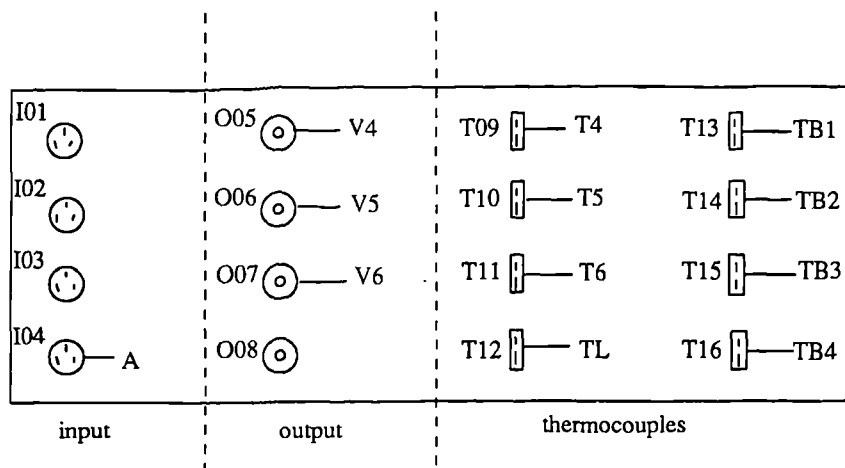 I01
O05 V4
T09 T4
T13 TB1
I02
O06 V5
T10 T5
T14 TB2
I03
O07 V6
T11 T6
T15 TB3
I04 A
O08
T12 TL
T16 TB4
input
output
thermocouples